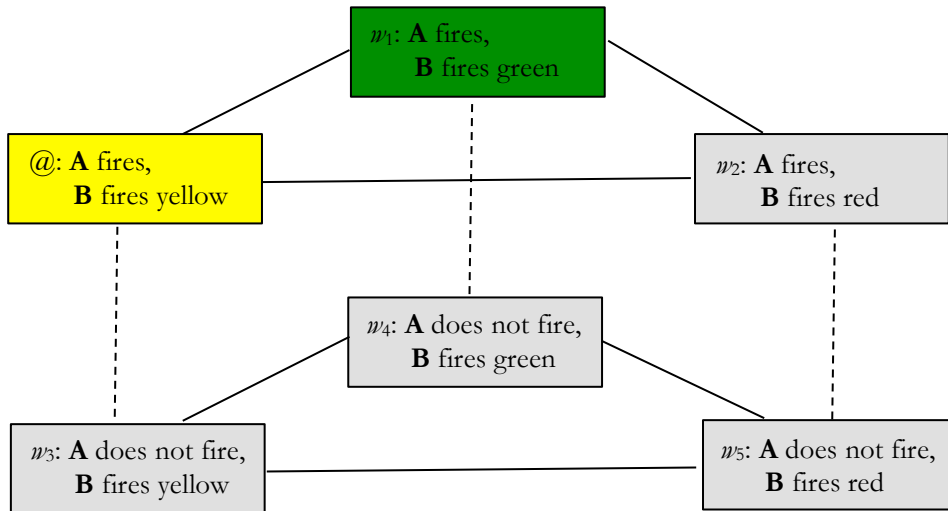 w₁: A fires,
B fires green
@: A fires,
B fires yellow
w₂: A fires,
B fires red
w₄: A does not fire,
B fires green
w₃: A does not fire,
B fires yellow
w₅: A does not fire,
B fires red